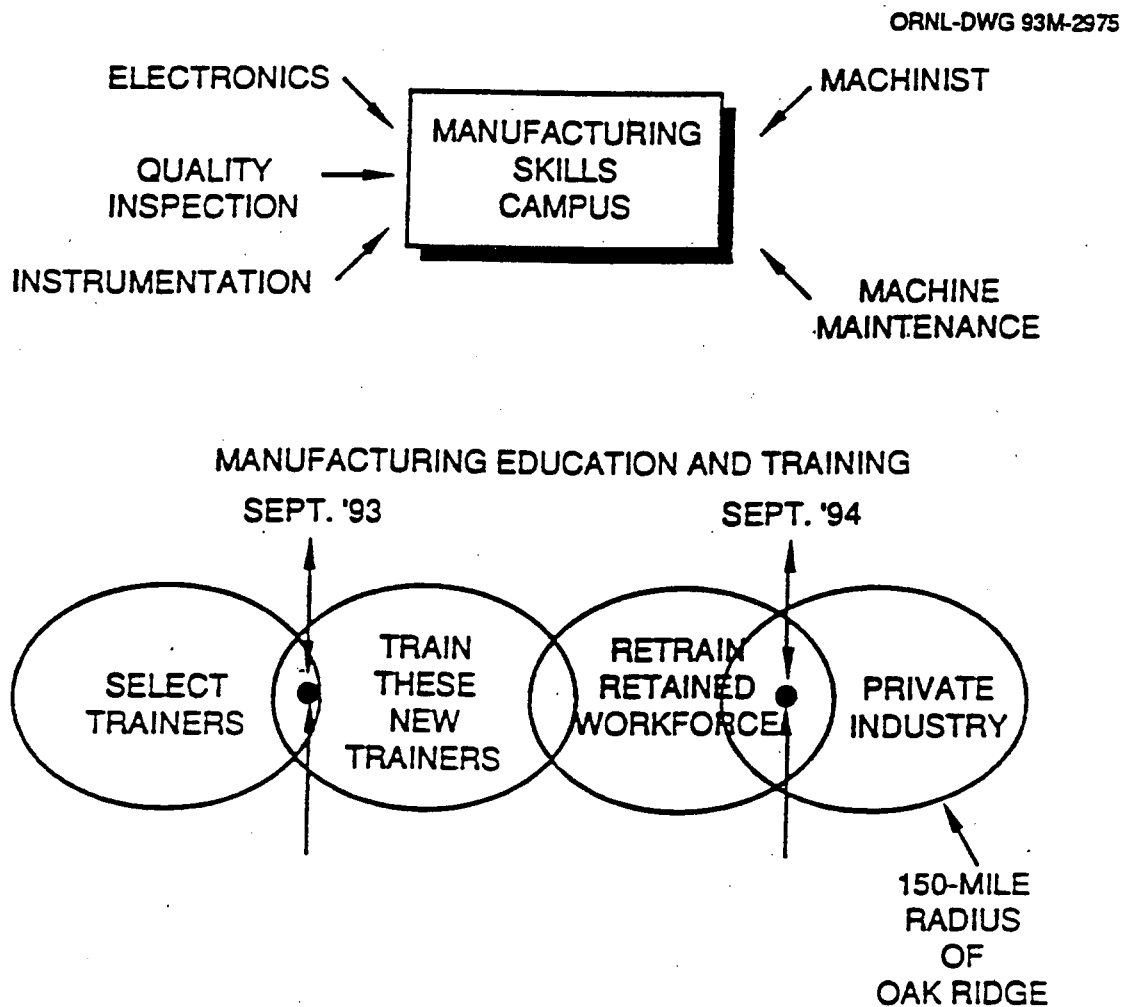 ORNL-DWG 93M-2975
ELECTRONICS
MACHINIST
MANUFACTURING
SKILLS
CAMPUS
QUALITY
INSPECTION
INSTRUMENTATION
MACHINE
MAINTENANCE
MANUFACTURING EDUCATION AND TRAINING
SEPT. '93
SEPT. '94
SELECT
TRAINERS
TRAIN
THESE
NEW
TRAINERS
RETRAIN
RETAINED
WORKFORCE
PRIVATE
INDUSTRY
150-MILE
RADIUS
OF
OAK RIDGE